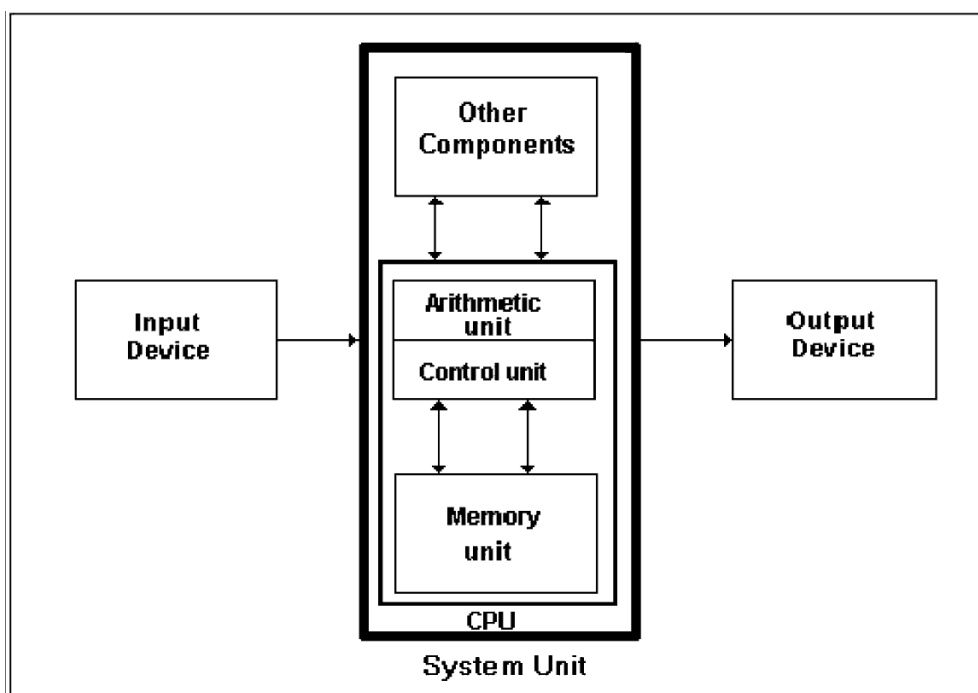 Other
Components
Arithmetic
unit
Control unit
Input
Device
Output
Device
Memory
unit
CPU
System Unit